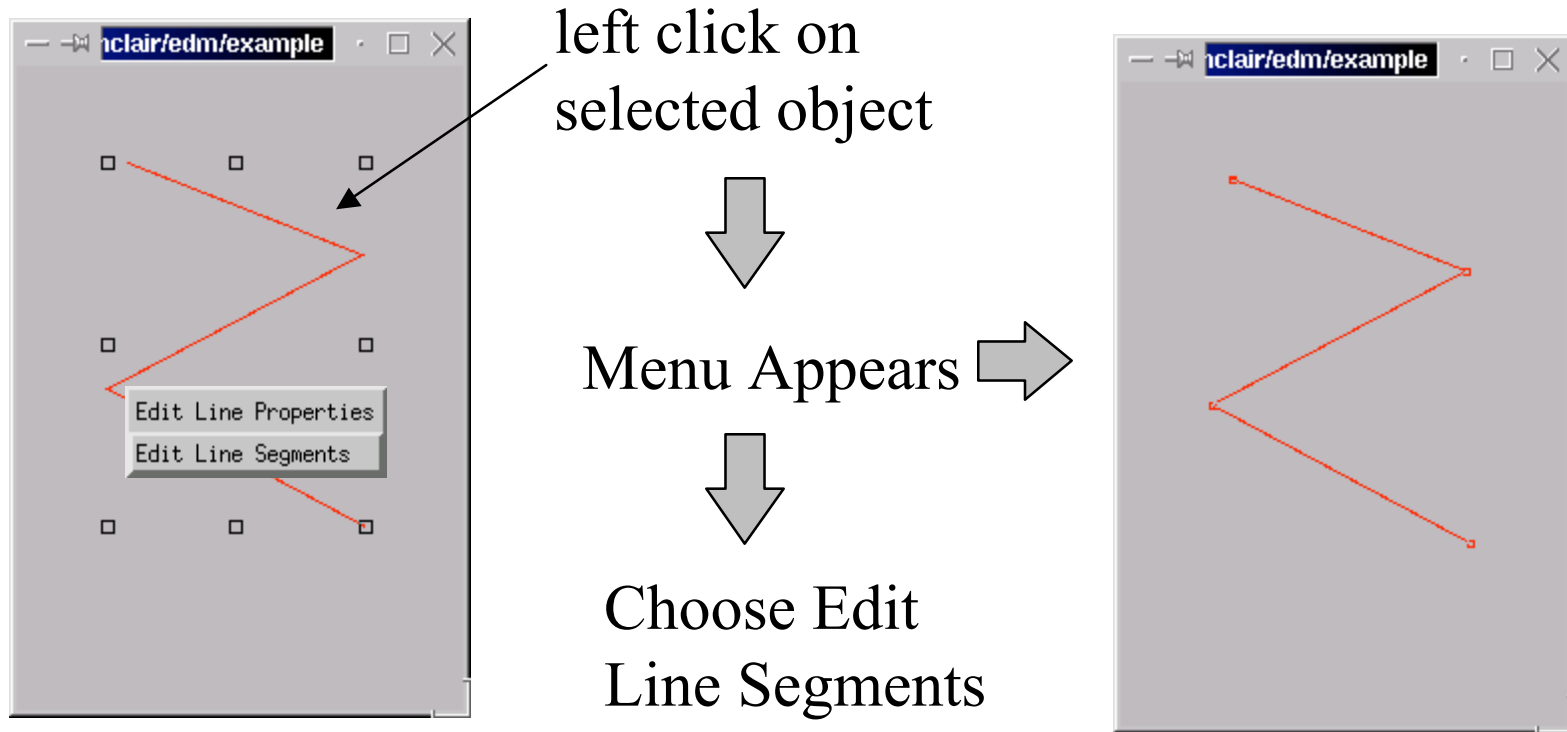 nclair/edm/example
left click on
selected object
nclair/edm/example
Menu Appears
Edit Line Properties
Edit Line Segments
Choose Edit
Line Segments